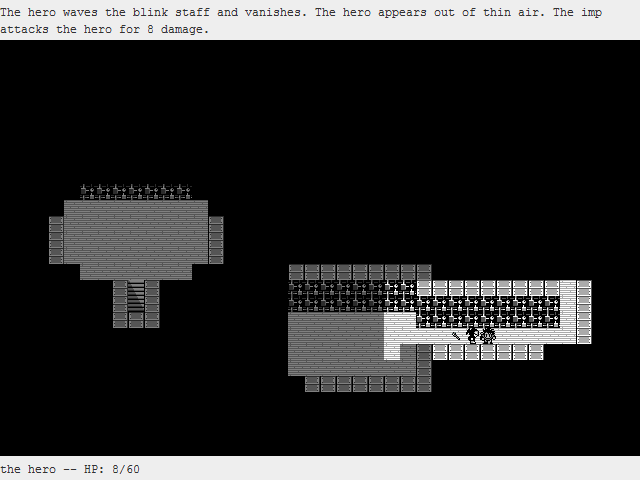 The hero waves the blink staff and vanishes. The hero appears out of thin air. The imp
attacks the hero for 8 damage.
the hero -- HP: 8/60